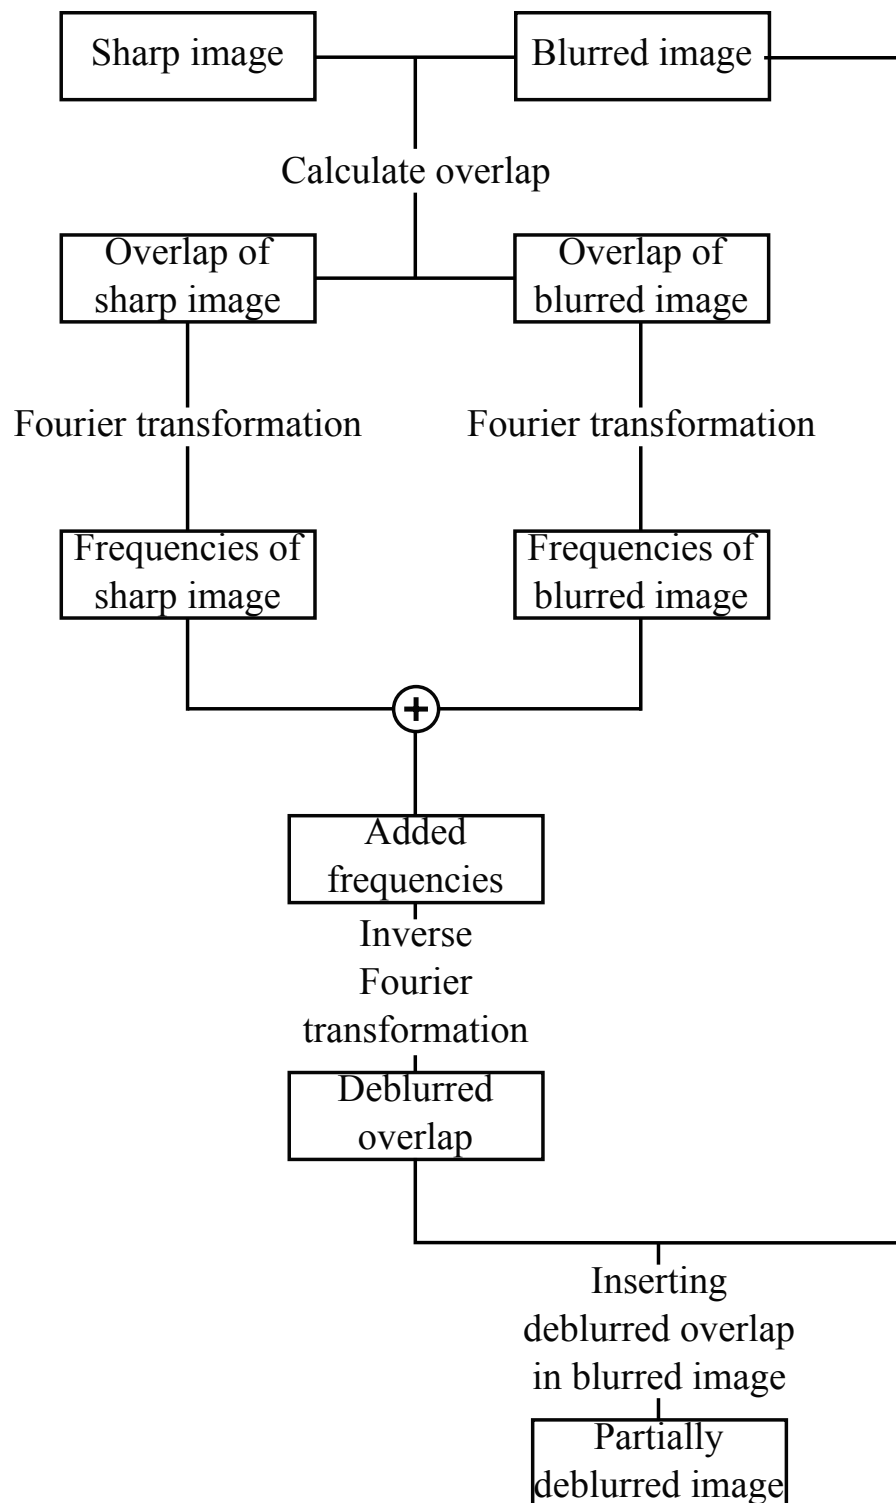 Sharp image
Blurred image
Calculate overlap
Overlap of
sharp image
Overlap of
blurred image
Fourier transformation
Fourier transformation
Frequencies of
sharp image
Frequencies of
blurred image
+
Added
frequencies
Inverse
Fourier
transformation
Deblurred
overlap
Inserting
deblurred overlap
in blurred image
Partially
deblurred image